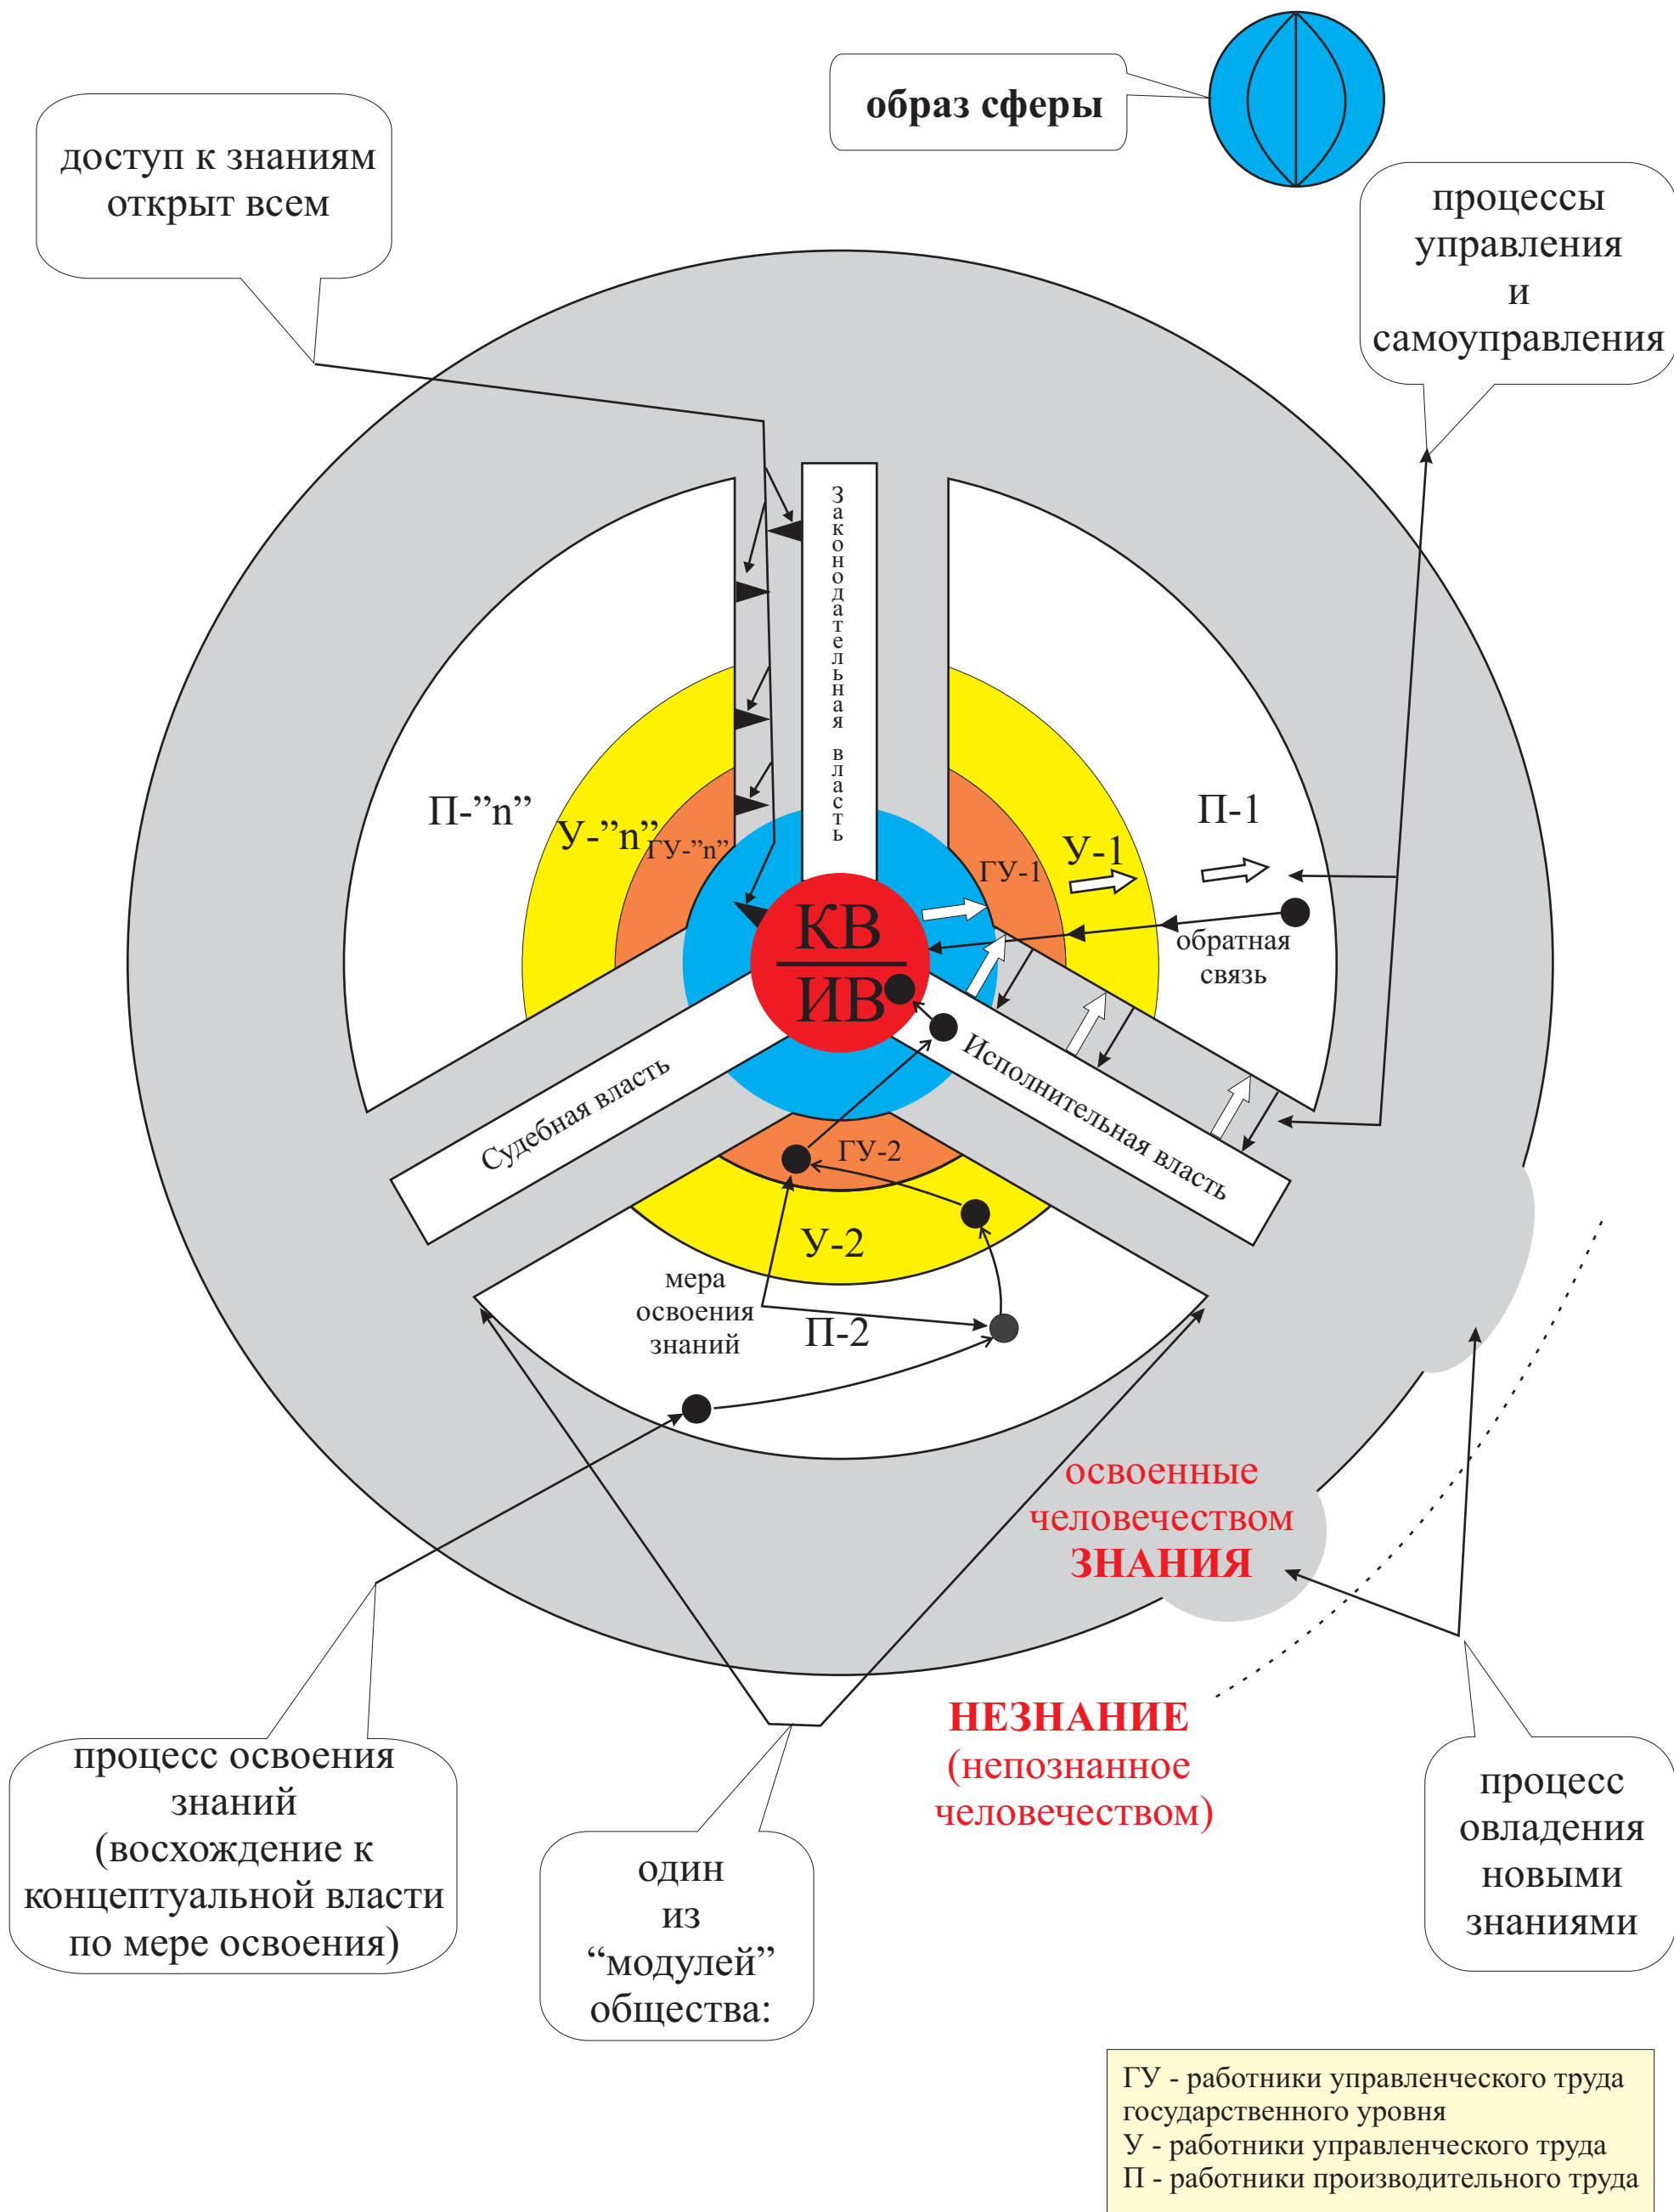 образ сферы
доступ к знаниям
открыт всем
процессы
управления
и
самоуправления
Законодательная власть
П-”n”
У-”n”
ГУ-”n”
ГУ-1
У-1
П-1
КВ
ИВ
обратная
связь
Судебная власть
Исполнительная власть
ГУ-2
У-2
мера
освоения
знаний
П-2
освоенные
человечеством
ЗНАНИЯ
НЕЗНАНИЕ
(непознанное
человечеством)
процесс освоения
знаний
(восхождение к
концептуальной власти
по мере освоения)
один
из
“модулей”
общества:
процесс
овладения
новыми
знаниями
ГУ - работники управленческого труда
государственного уровня
У - работники управленческого труда
П - работники производительного труда